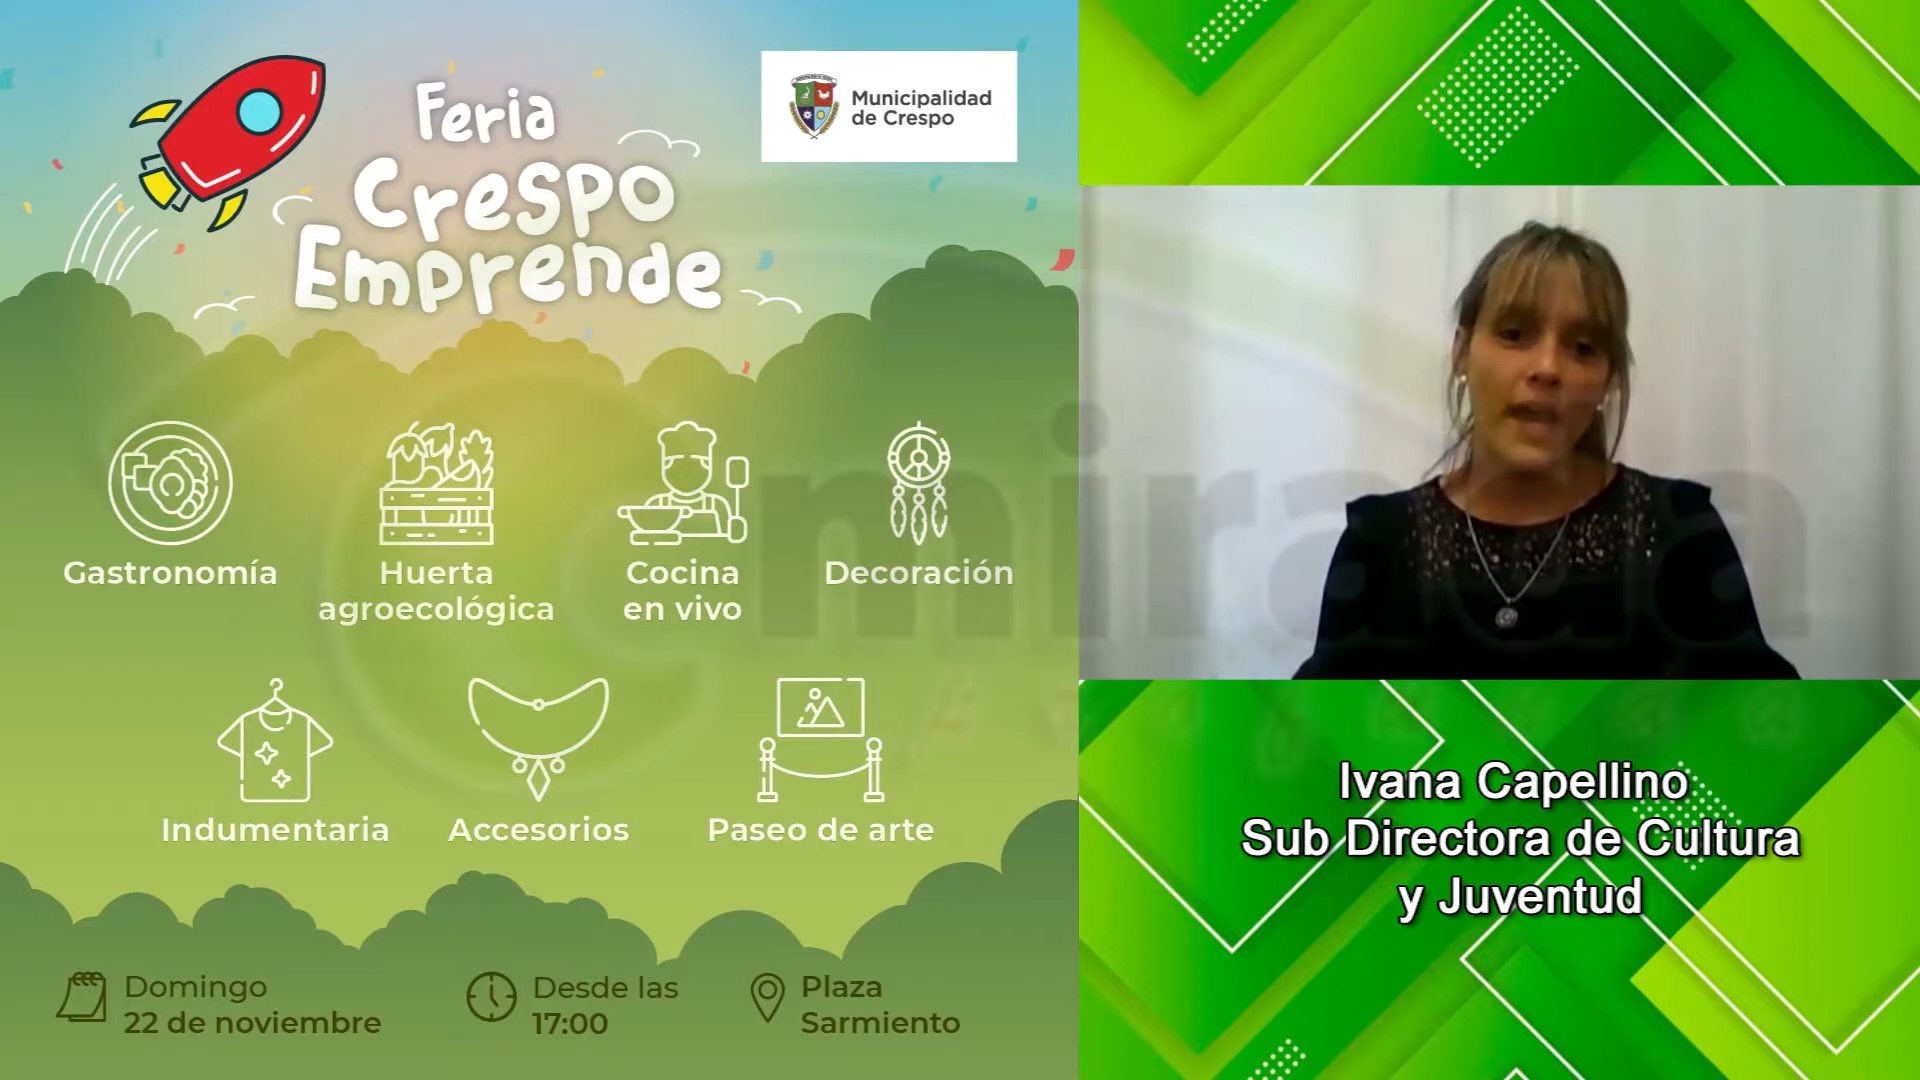 Feria
Crespo
Emprende
Municipalidad
de Crespo
Gastronomía
Huerta
agroecológica
Cocina
en vivo
Decoración
Indumentaria
Accesorios
Paseo de arte
Domingo
22 de noviembre
Desde las
17:00
Plaza
Sarmiento
mirada
Ivana Capellino
Sub Directora de Cultura
y Juventud